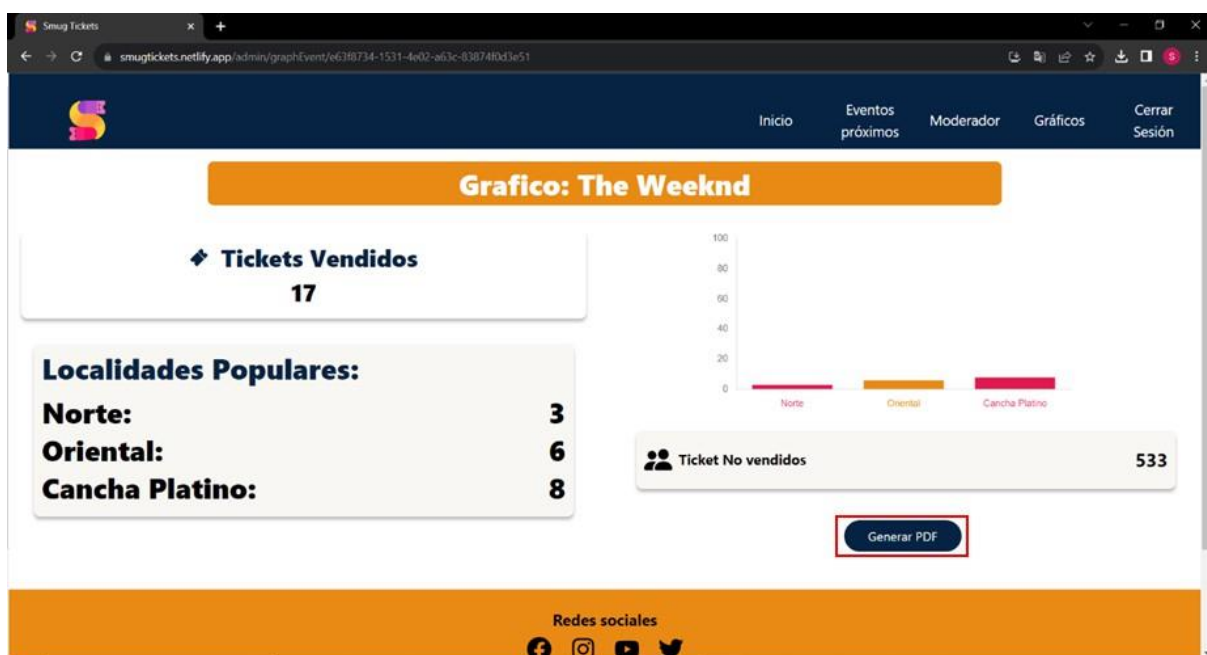 Smug Tickets
smugtickets.netlify.app/admin/graphEvent/e63f8734-1531-4e02-a63c-83874f0d3e51
S
Inicio
Eventos
próximos
Moderador
Gráficos
Cerrar
Sesión
Grafico: The Weeknd
Tickets Vendidos
17
Localidades Populares:
Norte: 3
Oriental: 6
Cancha Platino: 8
100
80
60
40
20
0
Norte Oriental Cancha Platino
Ticket No vendidos 533
Generar PDF
Redes sociales